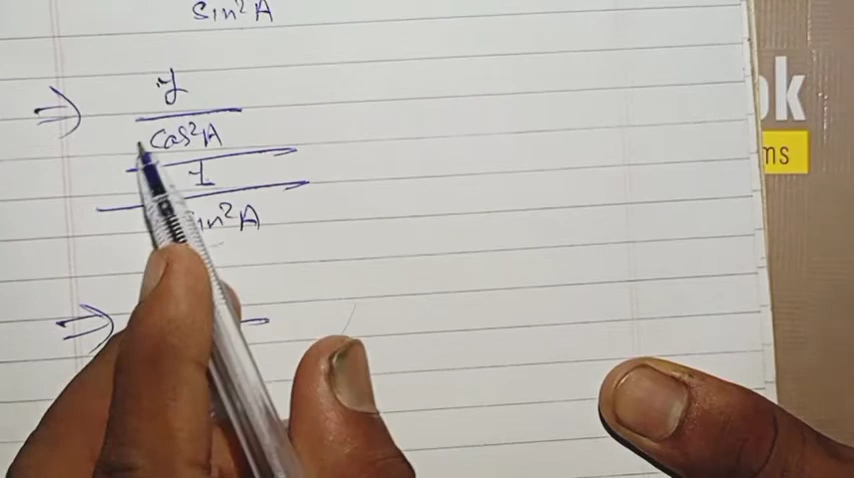 sin²A
⇒ 1
cos²A
1
sin²A
⇒
ok
ms